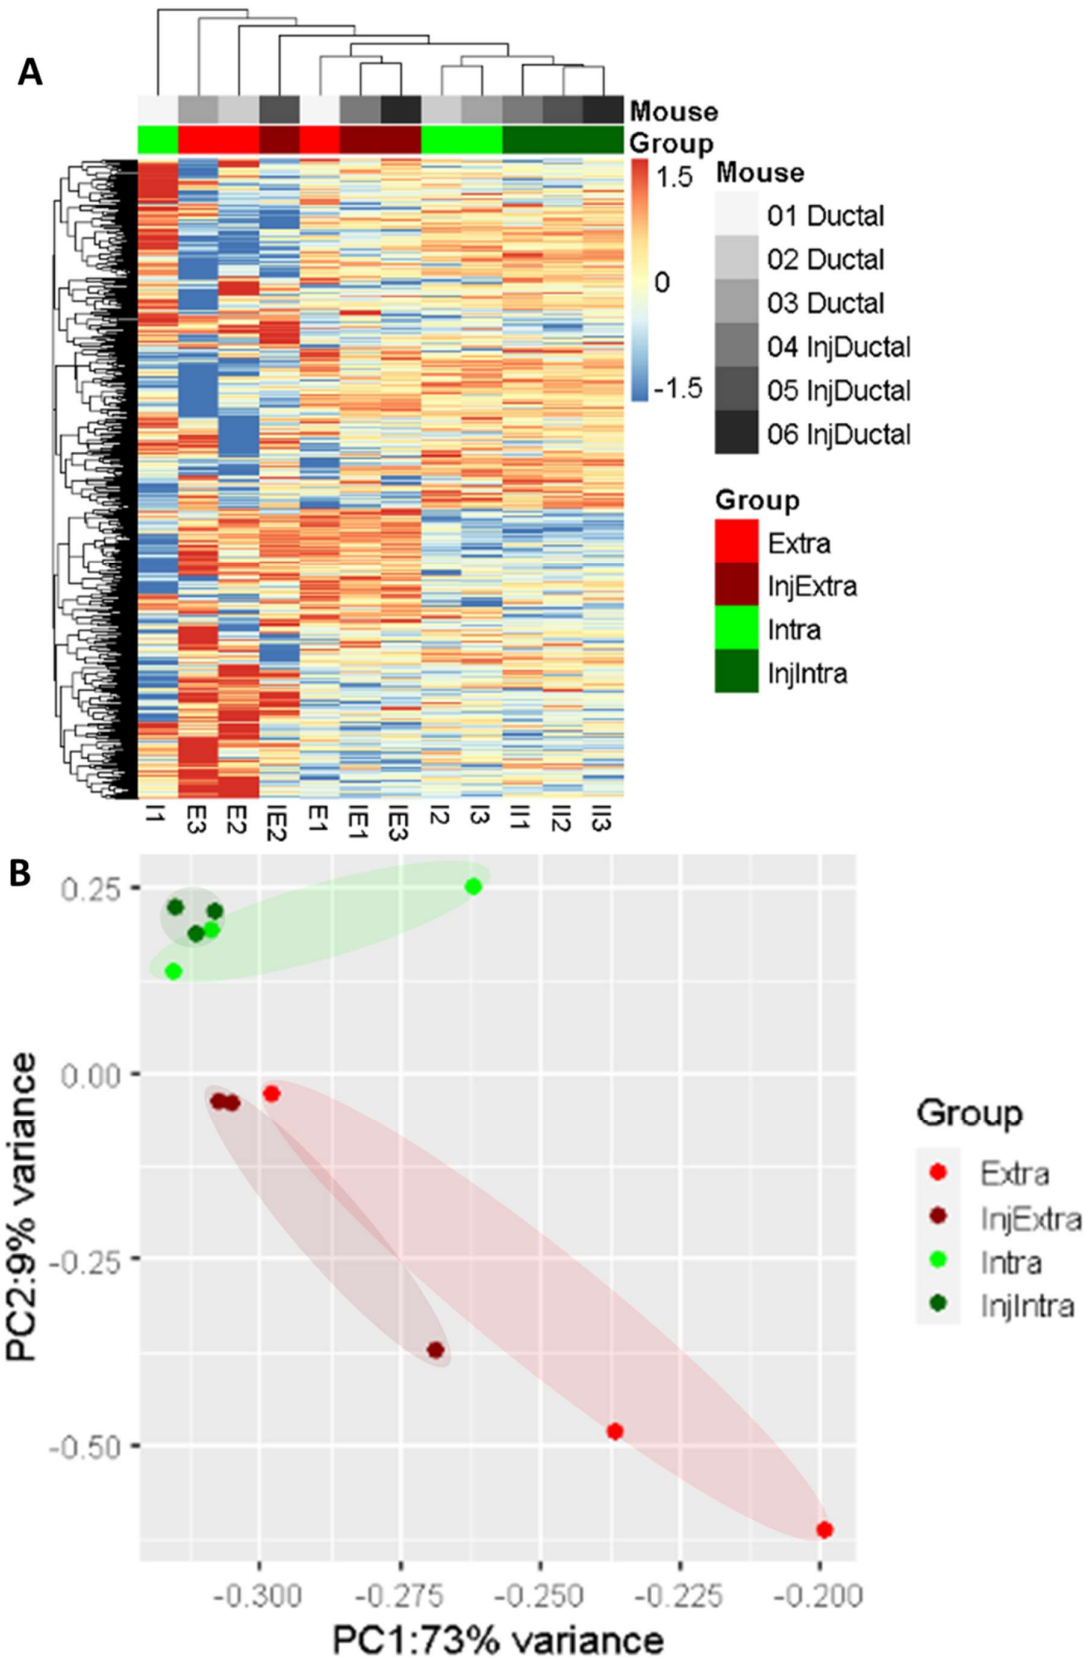 A
Mouse
Group
1.5
0
-1.5
Mouse
01 Ductal
02 Ductal
03 Ductal
04 InjDuctal
05 InjDuctal
06 InjDuctal
Group
Extra
InjExtra
Intra
InjIntra
I1 E3 E2 IE2 E1 IE1 IE3 I2 I3 II1 II2 II3
B
0.25
0.00
-0.25
-0.50
PC2:9% variance
-0.300 -0.275 -0.250 -0.225 -0.200
PC1:73% variance
Group
Extra
InjExtra
Intra
InjIntra